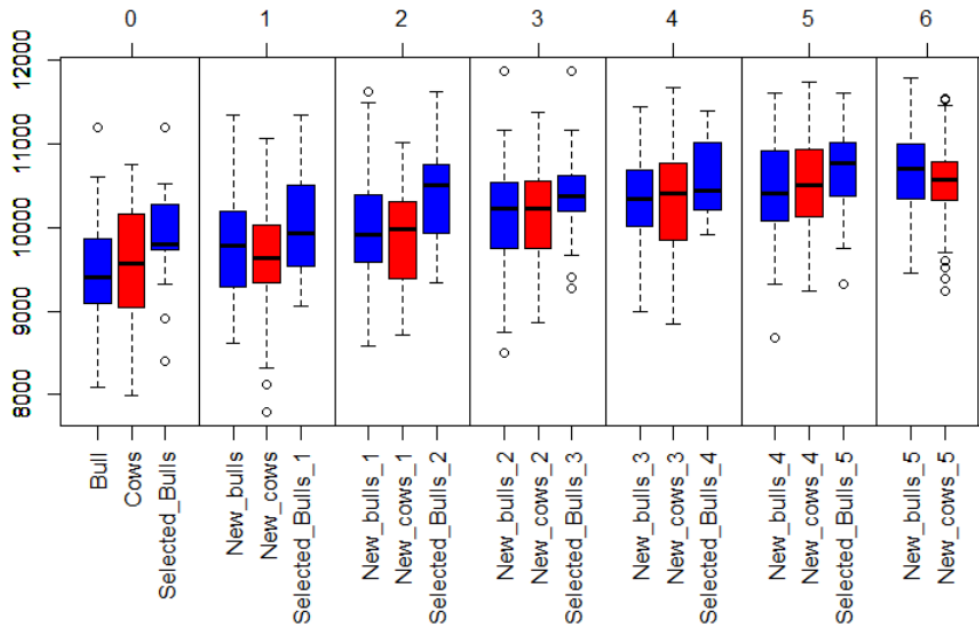 0 1 2 3 4 5 6
12000
11000
10000
9000
8000
Bull
Cows
Selected_Bulls
New_bulls
New_cows
Selected_Bulls_1
New_bulls_1
New_cows_1
Selected_Bulls_2
New_bulls_2
New_cows_2
Selected_Bulls_3
New_bulls_3
New_cows_3
Selected_Bulls_4
New_bulls_4
New_cows_4
Selected_Bulls_5
New_bulls_5
New_cows_5